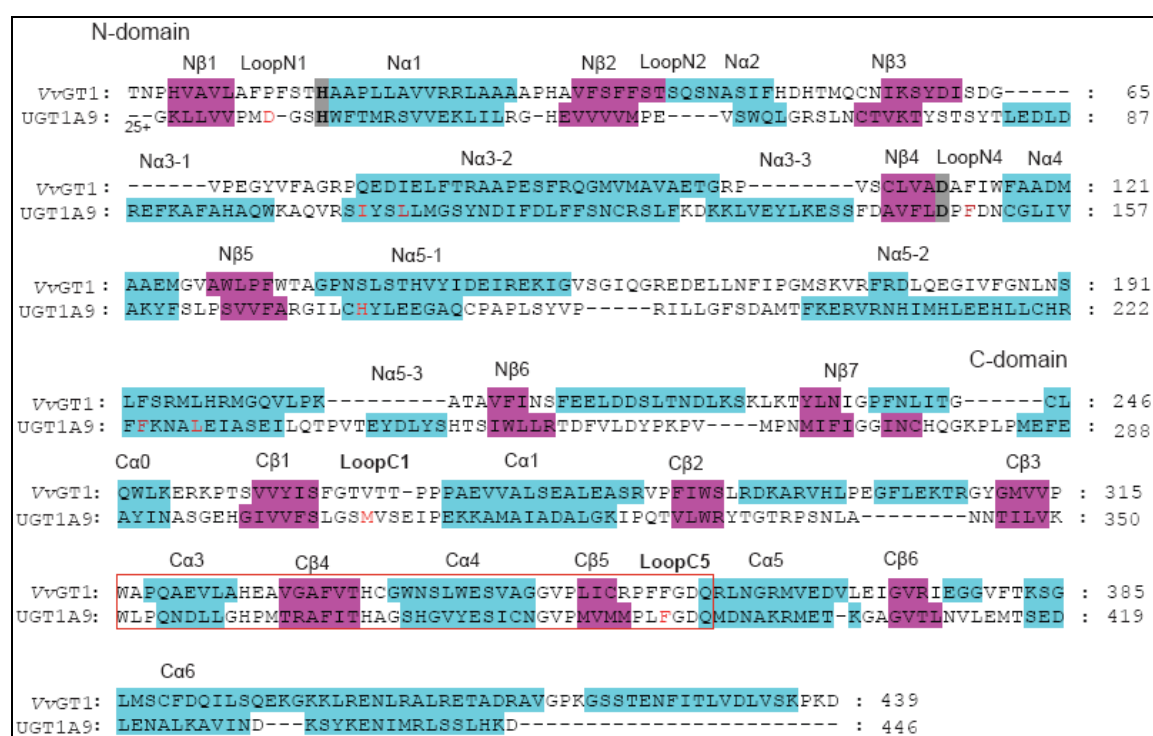 N-domain
Nβ1 LoopN1 Nα1 Nβ2 LoopN2 Nα2 Nβ3
VvGT1: TNPHVAVLAFPFSTHAAPLLAVVRRLAAAAPHAVFSFFSTSQSNASIFHDHTMQCNIKSYDISDG----- : 65
UGT1A9: 25+-GKLLVVPMD-GSHWFTMRSVVEKLILRG-HEVVVVMPE----VSWQLGRSLNCTVKTYSTSYTLEDLD : 87
Nα3-1 Nα3-2 Nα3-3 Nβ4 LoopN4 Nα4
VvGT1: ------VPEGYVFAGRPQEDIELFTRAAPESFRQGMVMAVAETGRP-------VSCLVADAFIWFAADM : 121
UGT1A9: REFKAFAHAQWKAQVRSIYSLLMGSYNDIFDLFFSNCRSLFKDKKLVEYLKESSFDAVFLDPFDNCGLIV : 157
Nβ5 Nα5-1 Nα5-2
VvGT1: AAEMGVAWLPFWTAGPNSLSTHVYIDEIREKIGVSGIQGREDELLNFIPGMSKVRFRDLQEGIVFGNLNS : 191
UGT1A9: AKYFSLPSVVFARGILCHYLEEGAQCPAPLSYVP-----RILLGFSDAMTFKERVRNHIMHLEEHLLCHR : 222
C-domain
Nα5-3 Nβ6 Nβ7
VvGT1: LFSRMLHRMGQVLPK---------ATAVFINSFEELDDSLTNDLKSKLKTYLNIGPFNLITG------CL : 246
UGT1A9: FFKNALEIASEILQTPVTEYDLYSHTSIWLLRTDFVLDYPKPV----MPNMIFIGGINCHQGKPLPMEFE : 288
Cα0 Cβ1 LoopC1 Cα1 Cβ2 Cβ3
VvGT1: QWLKERKPTSVVYISFGTVTT-PPPAEVVALSEALEASRVPFIWSLRDKARVHLPEGFLEKTRGYGMVVP : 315
UGT1A9: AYINASGEHGIVVFSLGSMVSEIPEKKAMAIADALGKIPQTVLWRYTGTRPSNLA--------NNTILVK : 350
Cα3 Cβ4 Cα4 Cβ5 LoopC5 Cα5 Cβ6
VvGT1: WAPQAEVLAHEAVGAFVTHCGWNSLWESVAGGVPLICRPFFGDQRLNGRMVEDVLEIGVRIEGGVFTKSG : 385
UGT1A9: WLPQNDLLGHPMTRAFITHAGSHGVYESICNGVPMVMMPLFGDQMDNAKRMET-KGAGVTLNVLEMTSED : 419
Cα6
VvGT1: LMSCFDQILSQEKGKKLRENLRALRETADRAVGPKGSSTENFITLVDLVSKPKD : 439
UGT1A9: LENALKAVIND---KSYKENIMRLSSLHKD------------------------ : 446